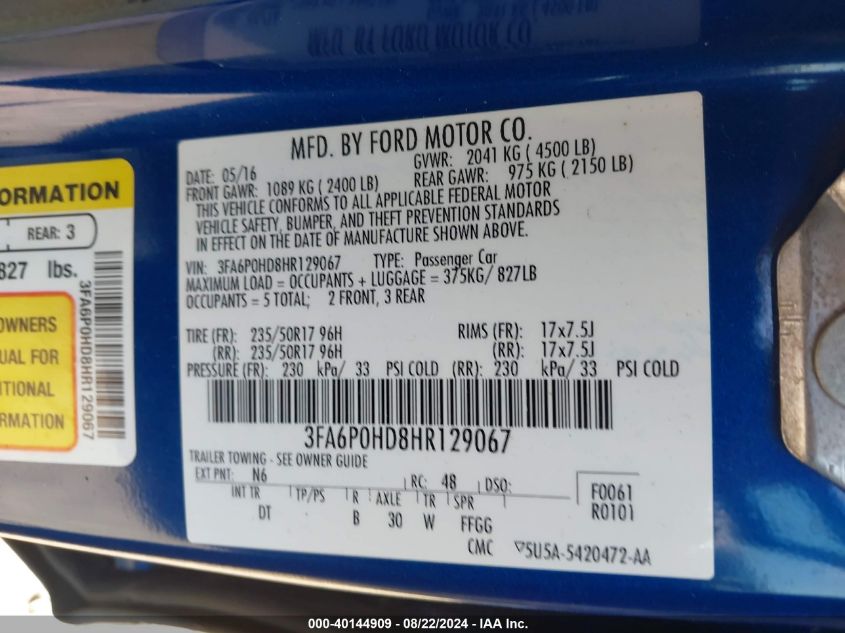 MFD. BY FORD MOTOR CO.
DATE: 05/16 GVWR: 2041 KG ( 4500 LB)
FRONT GAWR: 1089 KG ( 2400 LB) REAR GAWR: 975 KG ( 2150 LB)
THIS VEHICLE CONFORMS TO ALL APPLICABLE FEDERAL MOTOR
VEHICLE SAFETY, BUMPER, AND THEFT PREVENTION STANDARDS
IN EFFECT ON THE DATE OF MANUFACTURE SHOWN ABOVE.
VIN: 3FA6P0HD8HR129067 TYPE: Passenger Car
MAXIMUM LOAD = OCCUPANTS + LUGGAGE = 375KG/ 827LB
OCCUPANTS = 5 TOTAL; 2 FRONT, 3 REAR
TIRE (FR): 235/50R17 96H RIMS (FR): 17x7.5J
(RR): 235/50R17 96H (RR): 17x7.5J
PRESSURE (FR): 230 kPa/ 33 PSI COLD (RR): 230 kPa/ 33 PSI COLD
3FA6P0HD8HR129067
TRAILER TOWING - SEE OWNER GUIDE
EXT PNT: N6 RC: 48 DSO: F0061
INT TR TP/PS R AXLE TR SPR R0101
DT B 30 W FFGG
CMC 5U5A-5420472-AA
ORMATION
REAR: 3
827 lbs.
OWNERS
UAL FOR
ITIONAL
RMATION
3FA6P0HD8HR129067
000-40144909 - 08/22/2024 - IAA Inc.